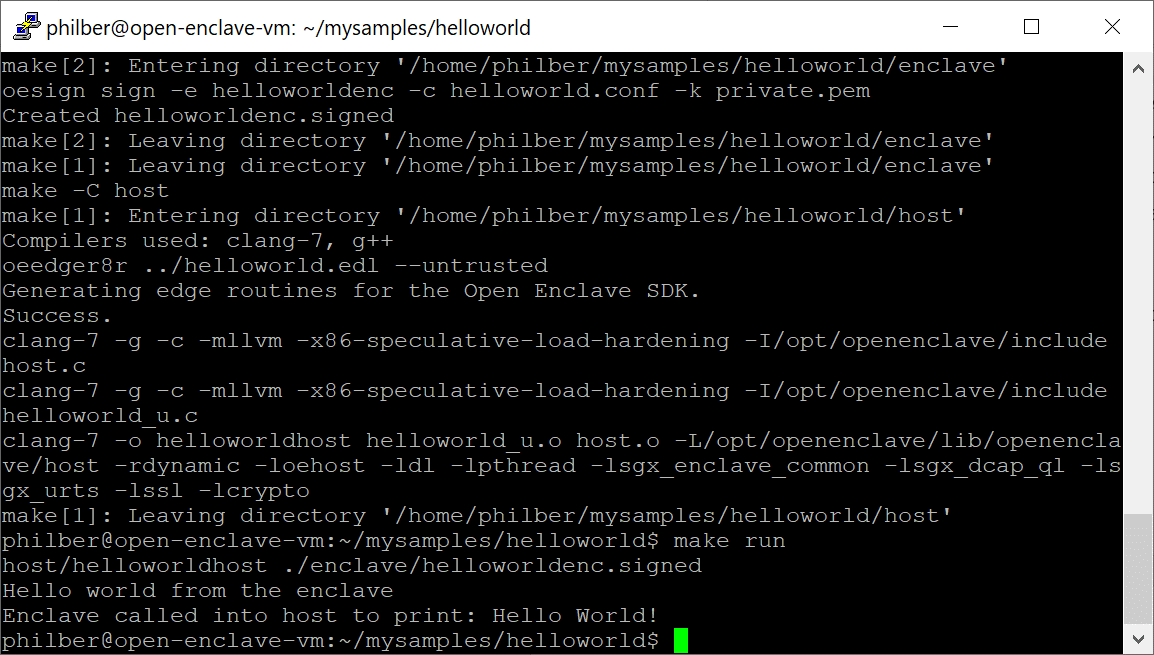 philber@open-enclave-vm: ~/mysamples/helloworld
make[2]: Entering directory '/home/philber/mysamples/helloworld/enclave'
oesign sign -e helloworldenc -c helloworld.conf -k private.pem
Created helloworldenc.signed
make[2]: Leaving directory '/home/philber/mysamples/helloworld/enclave'
make[1]: Leaving directory '/home/philber/mysamples/helloworld/enclave'
make -C host
make[1]: Entering directory '/home/philber/mysamples/helloworld/host'
Compilers used: clang-7, g++
oeedger8r ../helloworld.edl --untrusted
Generating edge routines for the Open Enclave SDK.
Success.
clang-7 -g -c -mllvm -x86-speculative-load-hardening -I/opt/openenclave/include
host.c
clang-7 -g -c -mllvm -x86-speculative-load-hardening -I/opt/openenclave/include
helloworld_u.c
clang-7 -o helloworldhost helloworld_u.o host.o -L/opt/openenclave/lib/openencla
ve/host -rdynamic -loehost -ldl -lpthread -lsgx_enclave_common -lsgx_dcap_ql -ls
gx_urts -lssl -lcrypto
make[1]: Leaving directory '/home/philber/mysamples/helloworld/host'
philber@open-enclave-vm:~/mysamples/helloworld$ make run
host/helloworldhost ./enclave/helloworldenc.signed
Hello world from the enclave
Enclave called into host to print: Hello World!
philber@open-enclave-vm:~/mysamples/helloworld$